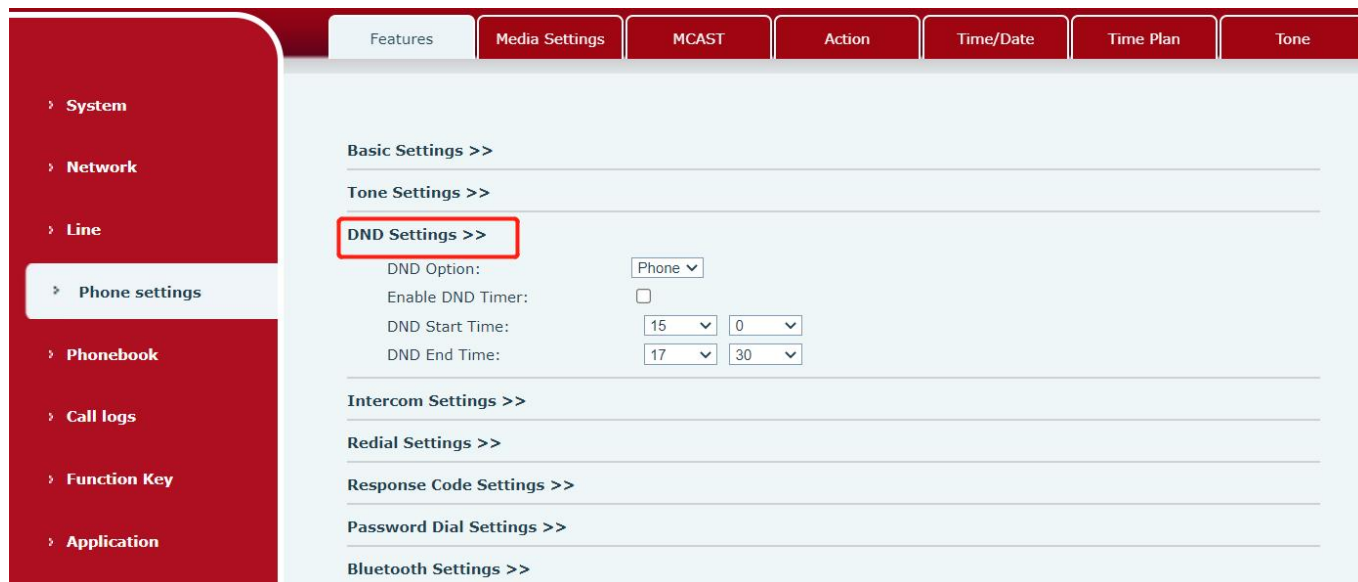 Features Media Settings MCAST Action Time/Date Time Plan Tone
› System
› Network
› Line
› Phone settings
› Phonebook
› Call logs
› Function Key
› Application
Basic Settings >>
Tone Settings >>
DND Settings >>
DND Option: Phone
Enable DND Timer:
DND Start Time: 15 0
DND End Time: 17 30
Intercom Settings >>
Redial Settings >>
Response Code Settings >>
Password Dial Settings >>
Bluetooth Settings >>